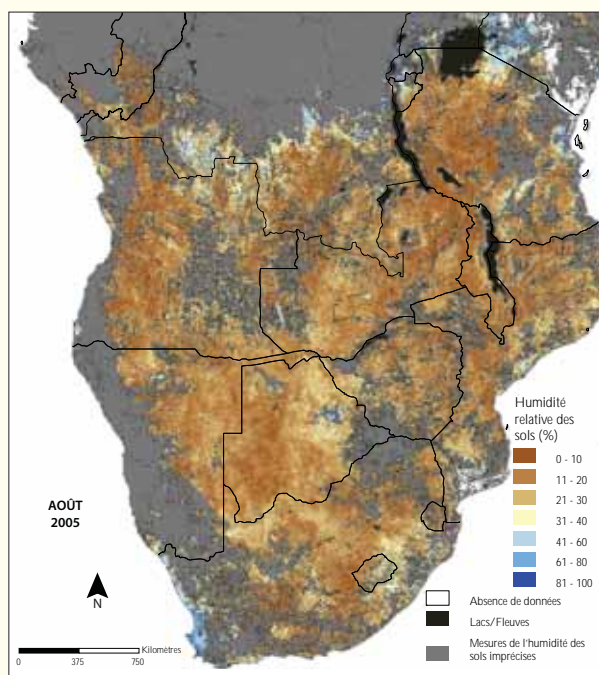 Humidité
relative des
sols (%)
0 - 10
11 - 20
21 - 30
31 - 40
41 - 60
61 - 80
81 - 100
AOÛT
2005
N
Absence de données
Lacs/Fleuves
Mesures de l'humidité des
sols imprécises
Kilomètres
0 375 750